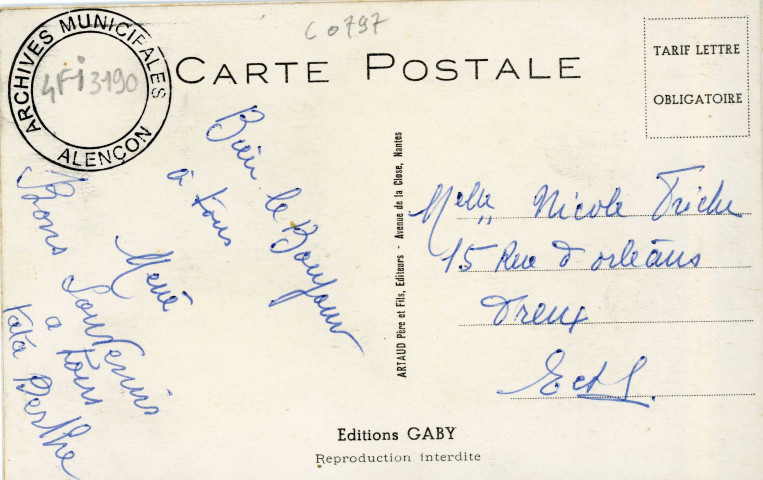 C0797
ARCHIVES MUNICIPALES
4Fi3190
ALENÇON
CARTE POSTALE
TARIF LETTRE
OBLIGATOIRE
Bien le Bonjour
à tous
Bons Souvenirs
a tous
tata Berthe
ARTAUD Père et Fils, Editeurs - Avenue de la Close, Nantes
Melle Nicole
15 Rue d orléans
Dreux
E et L.
Editions GABY
Reproduction interdite